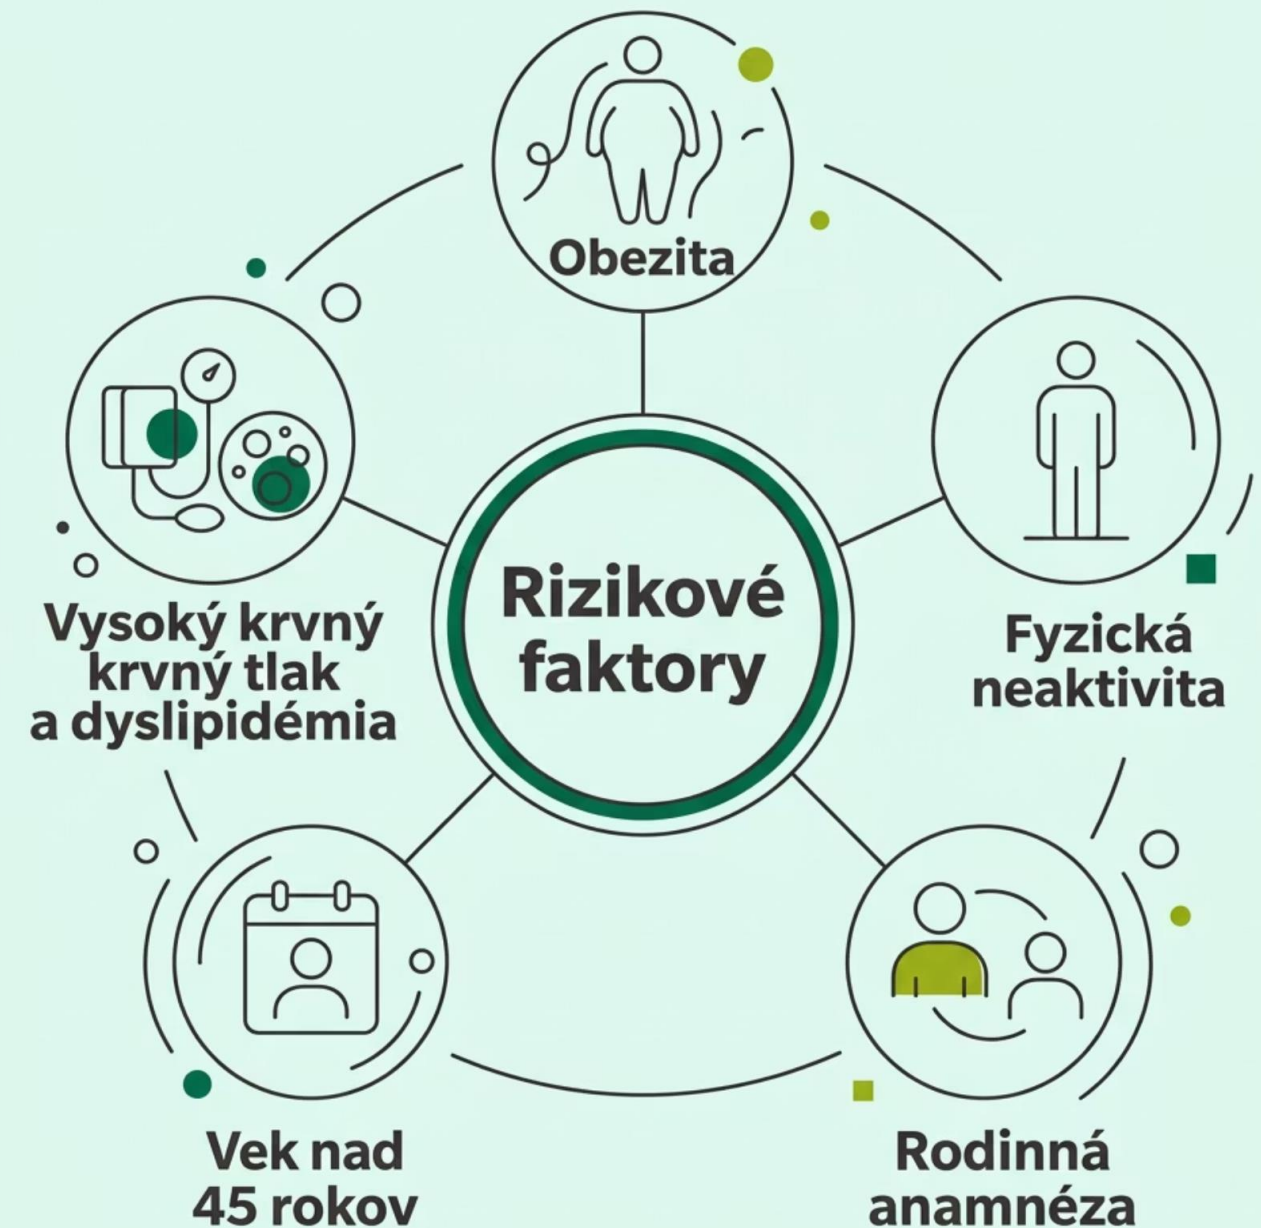 Obezita
Rizikové
faktory
Vysoký krvný
krvný tlak
a dyslipidémia
Fyzická
neaktivita
Vek nad
45 rokov
Rodinná
anamnéza